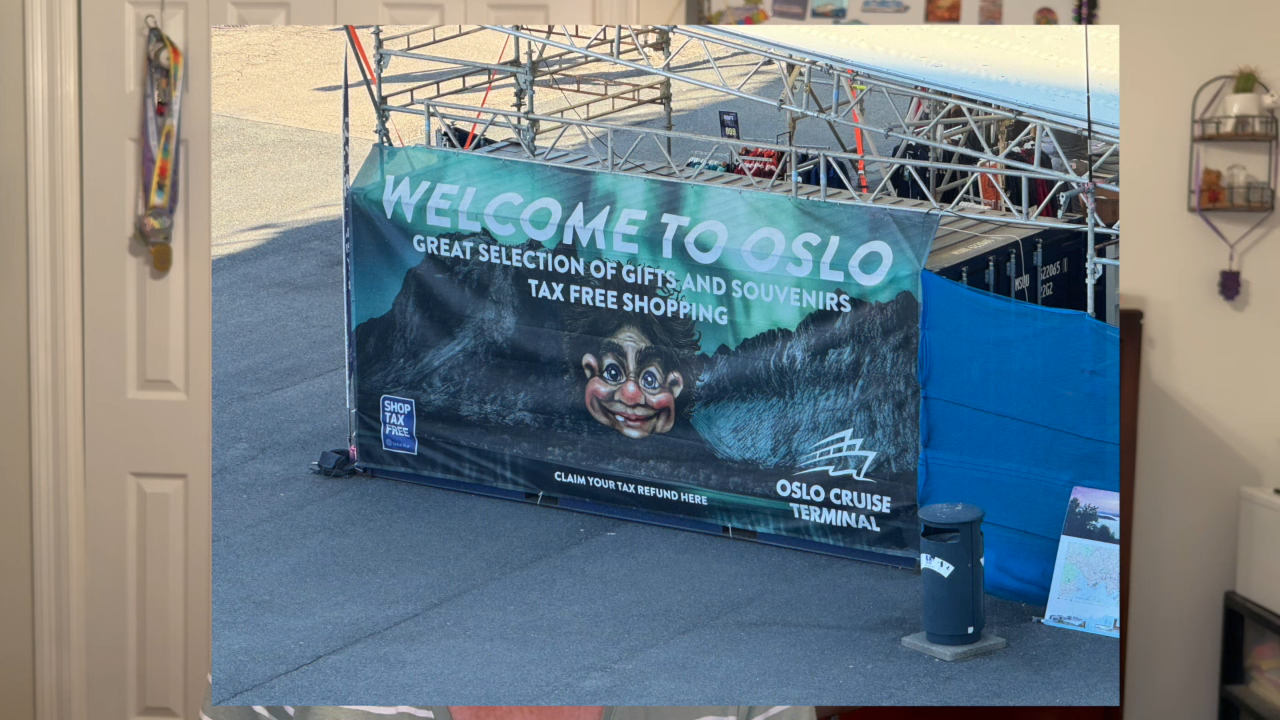 WELCOME TO OSLO
GREAT SELECTION OF GIFTS AND SOUVENIRS
TAX FREE SHOPPING
SHOP
TAX
FREE
CLAIM YOUR TAX REFUND HERE
OSLO CRUISE
TERMINAL